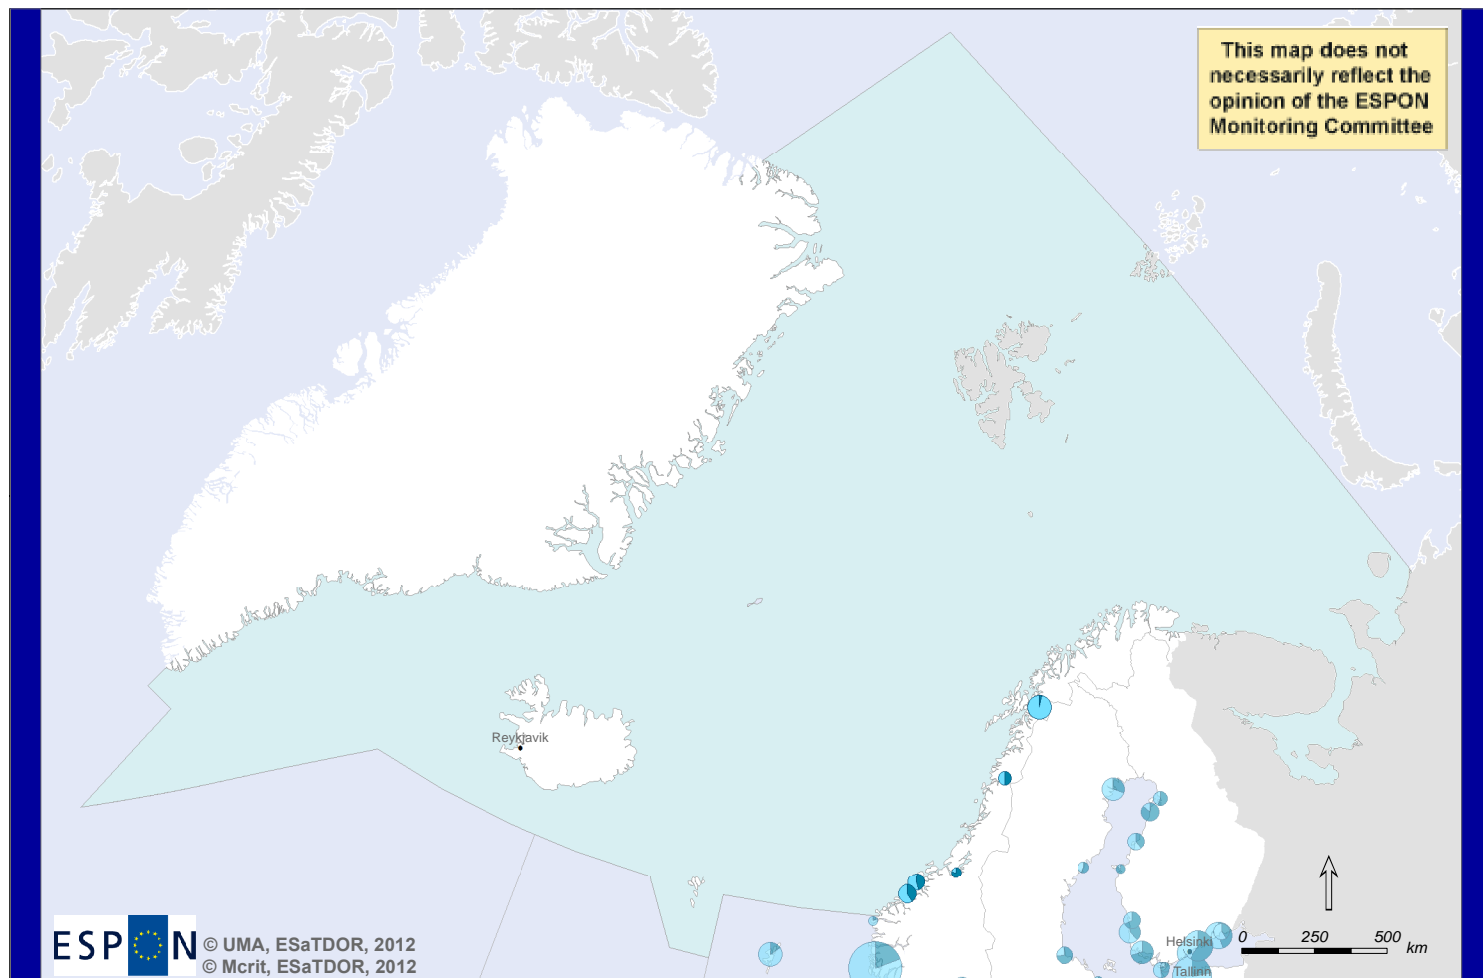 This map does not
necessarily reflect the
opinion of the ESPON
Monitoring Committee
Reykjavik
Helsinki
Tallinn
0 250 500 km
ESPON
© UMA, ESaTDOR, 2012
© Mcrit, ESaTDOR, 2012